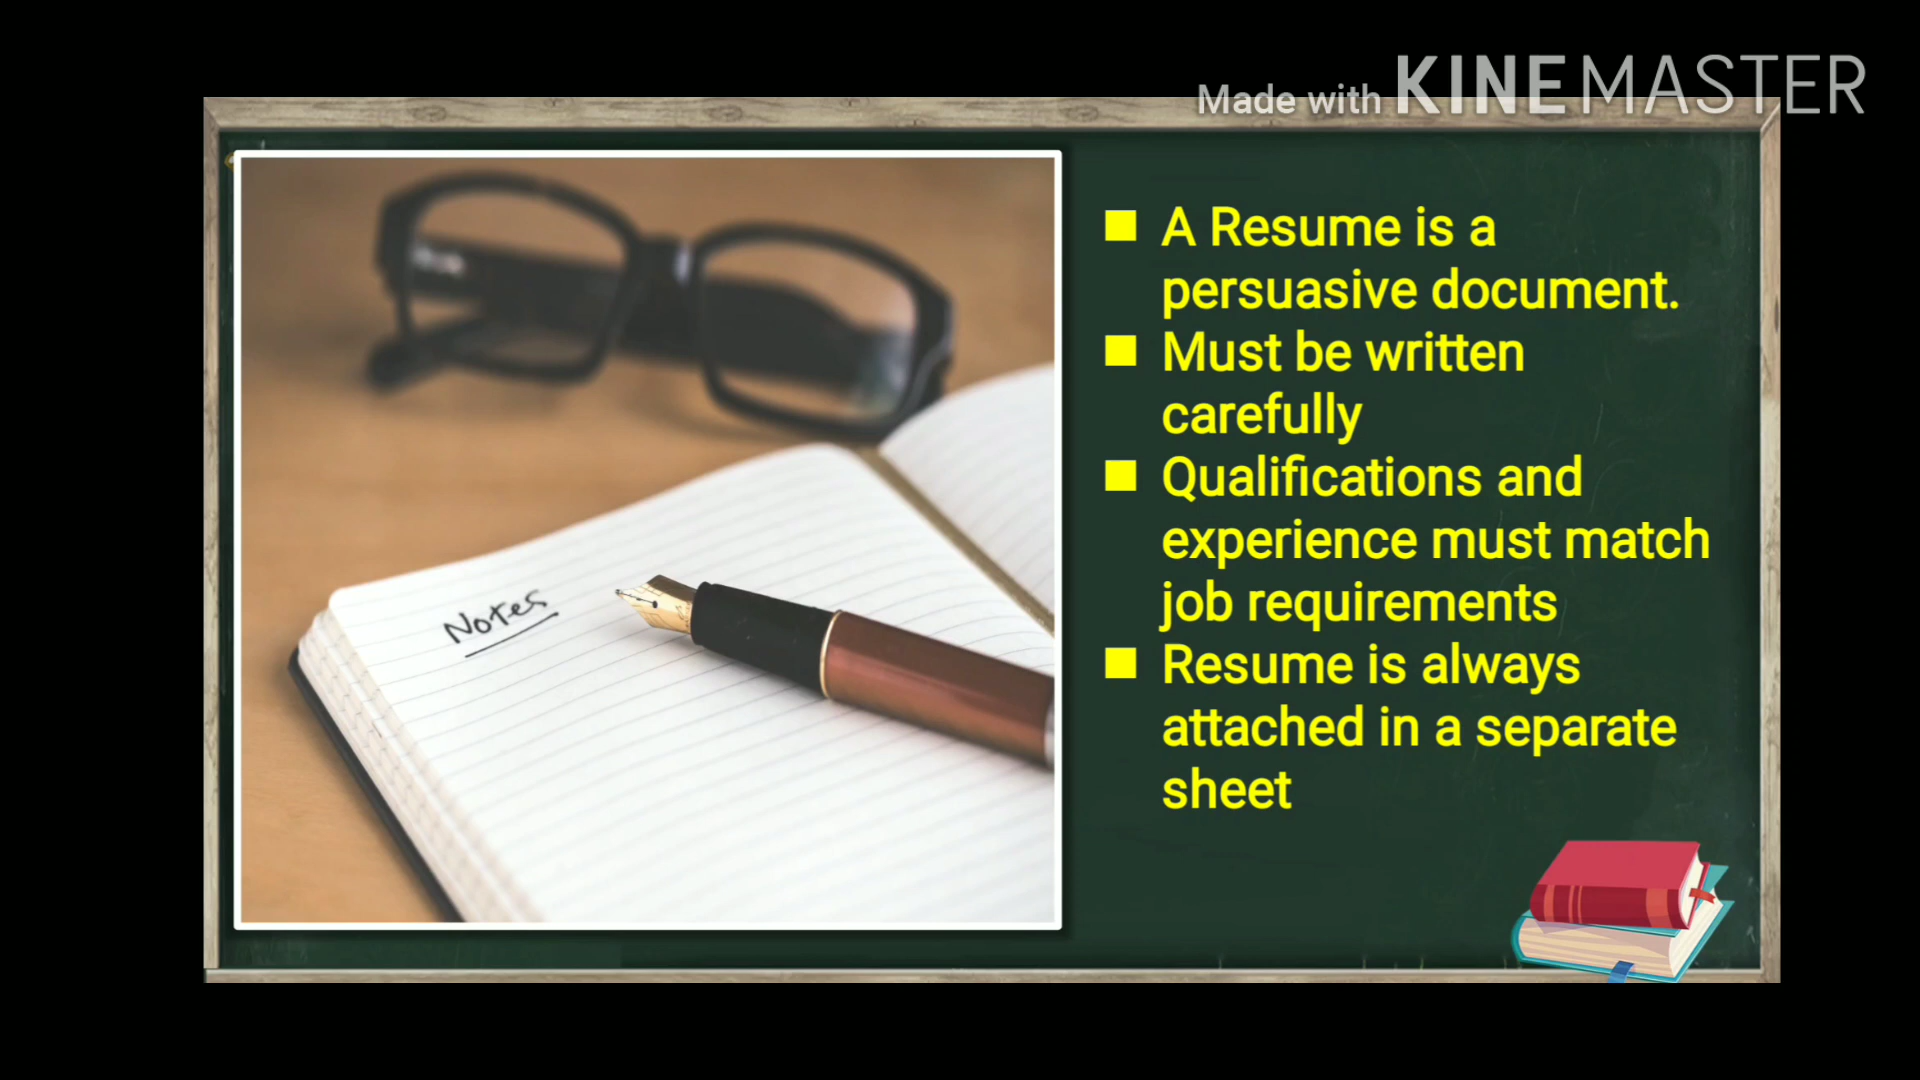 Made with KINEMASTER
A Resume is a
persuasive document.
Must be written
carefully
Qualifications and
experience must match
job requirements
Resume is always
attached in a separate
sheet
Notes